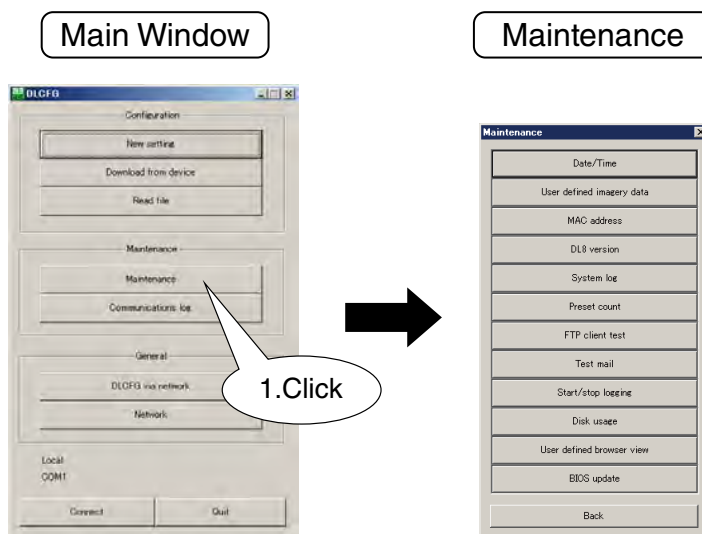 Main Window
DLCFG
Configuration
New setting
Download from device
Read file
Maintenance
Maintenance
Communications log
General
DLCFG via network
Network
Local
COM1
Connect
Quit
1.Click
Maintenance
Maintenance
Date/Time
User defined imagery data
MAC address
DL8 version
System log
Preset count
FTP client test
Test mail
Start/stop logging
Disk usage
User defined browser view
BIOS update
Back